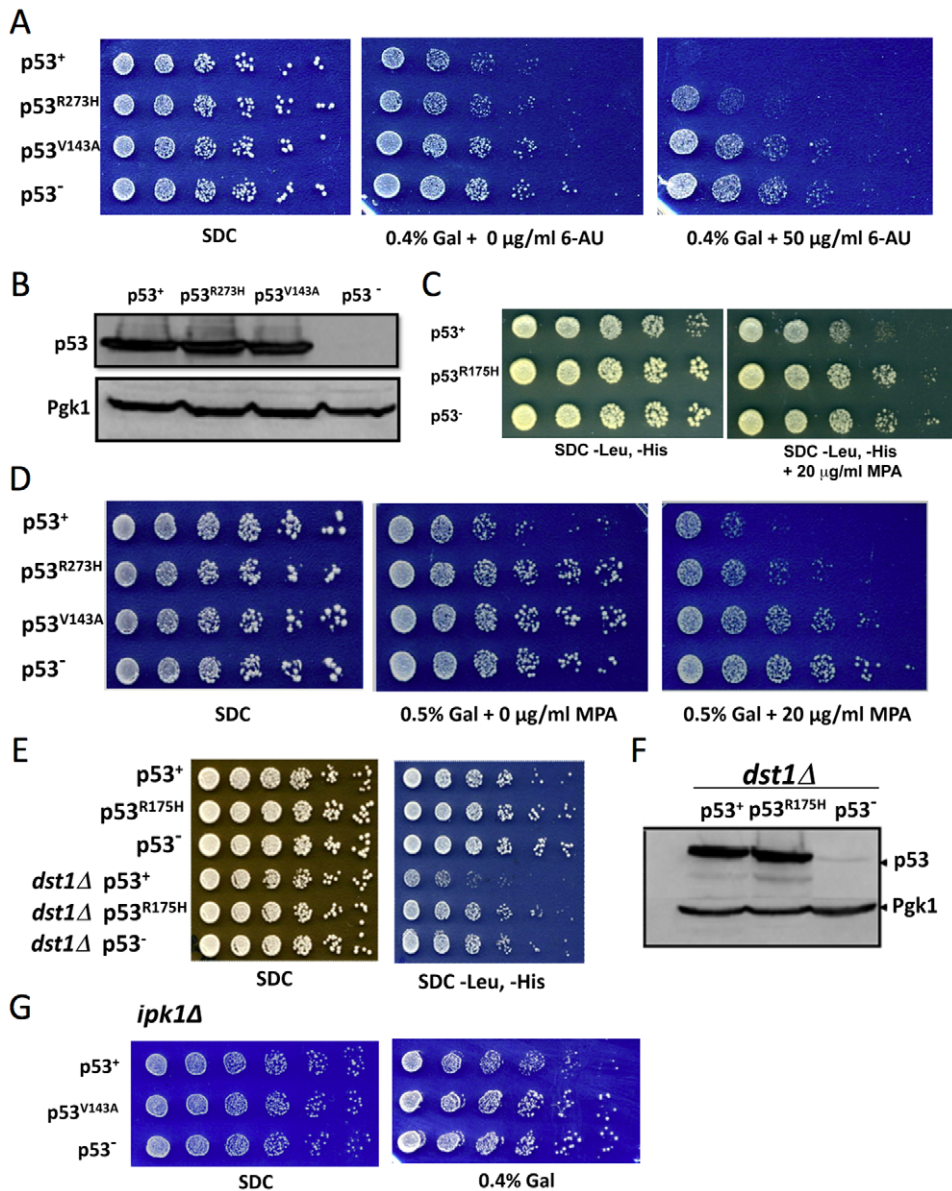 A
p53⁺
p53ᴿ²⁷³ᴴ
p53ⱽ¹⁴³ᴬ
p53⁻
SDC
0.4% Gal + 0 µg/ml 6-AU
0.4% Gal + 50 µg/ml 6-AU
B
p53⁺ p53ᴿ²⁷³ᴴ p53ⱽ¹⁴³ᴬ p53⁻
p53
Pgk1
C
p53⁺
p53ᴿ¹⁷⁵ᴴ
p53⁻
SDC -Leu, -His
SDC -Leu, -His
+ 20 µg/ml MPA
D
p53⁺
p53ᴿ²⁷³ᴴ
p53ⱽ¹⁴³ᴬ
p53⁻
SDC
0.5% Gal + 0 µg/ml MPA
0.5% Gal + 20 µg/ml MPA
E
p53⁺
p53ᴿ¹⁷⁵ᴴ
p53⁻
dst1Δ p53⁺
dst1Δ p53ᴿ¹⁷⁵ᴴ
dst1Δ p53⁻
SDC
SDC -Leu, -His
F
dst1Δ
p53⁺ p53ᴿ¹⁷⁵ᴴ p53⁻
p53
Pgk1
G
ipk1Δ
p53⁺
p53ⱽ¹⁴³ᴬ
p53⁻
SDC
0.4% Gal